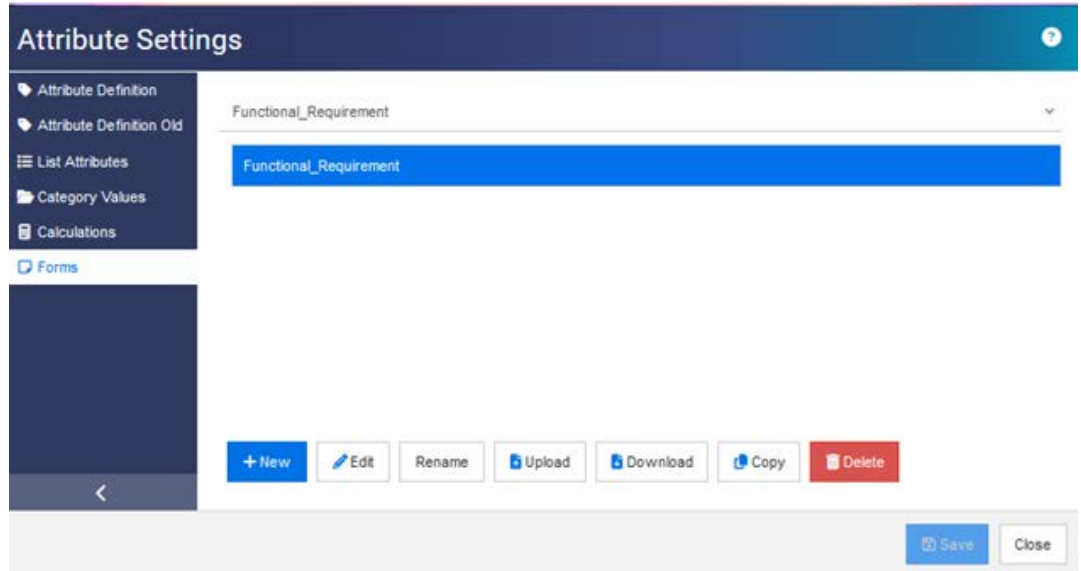 Attribute Settings
?
Attribute Definition
Attribute Definition Old
List Attributes
Category Values
Calculations
Forms
Functional_Requirement
Functional_Requirement
+ New
Edit
Rename
Upload
Download
Copy
Delete
Save
Close